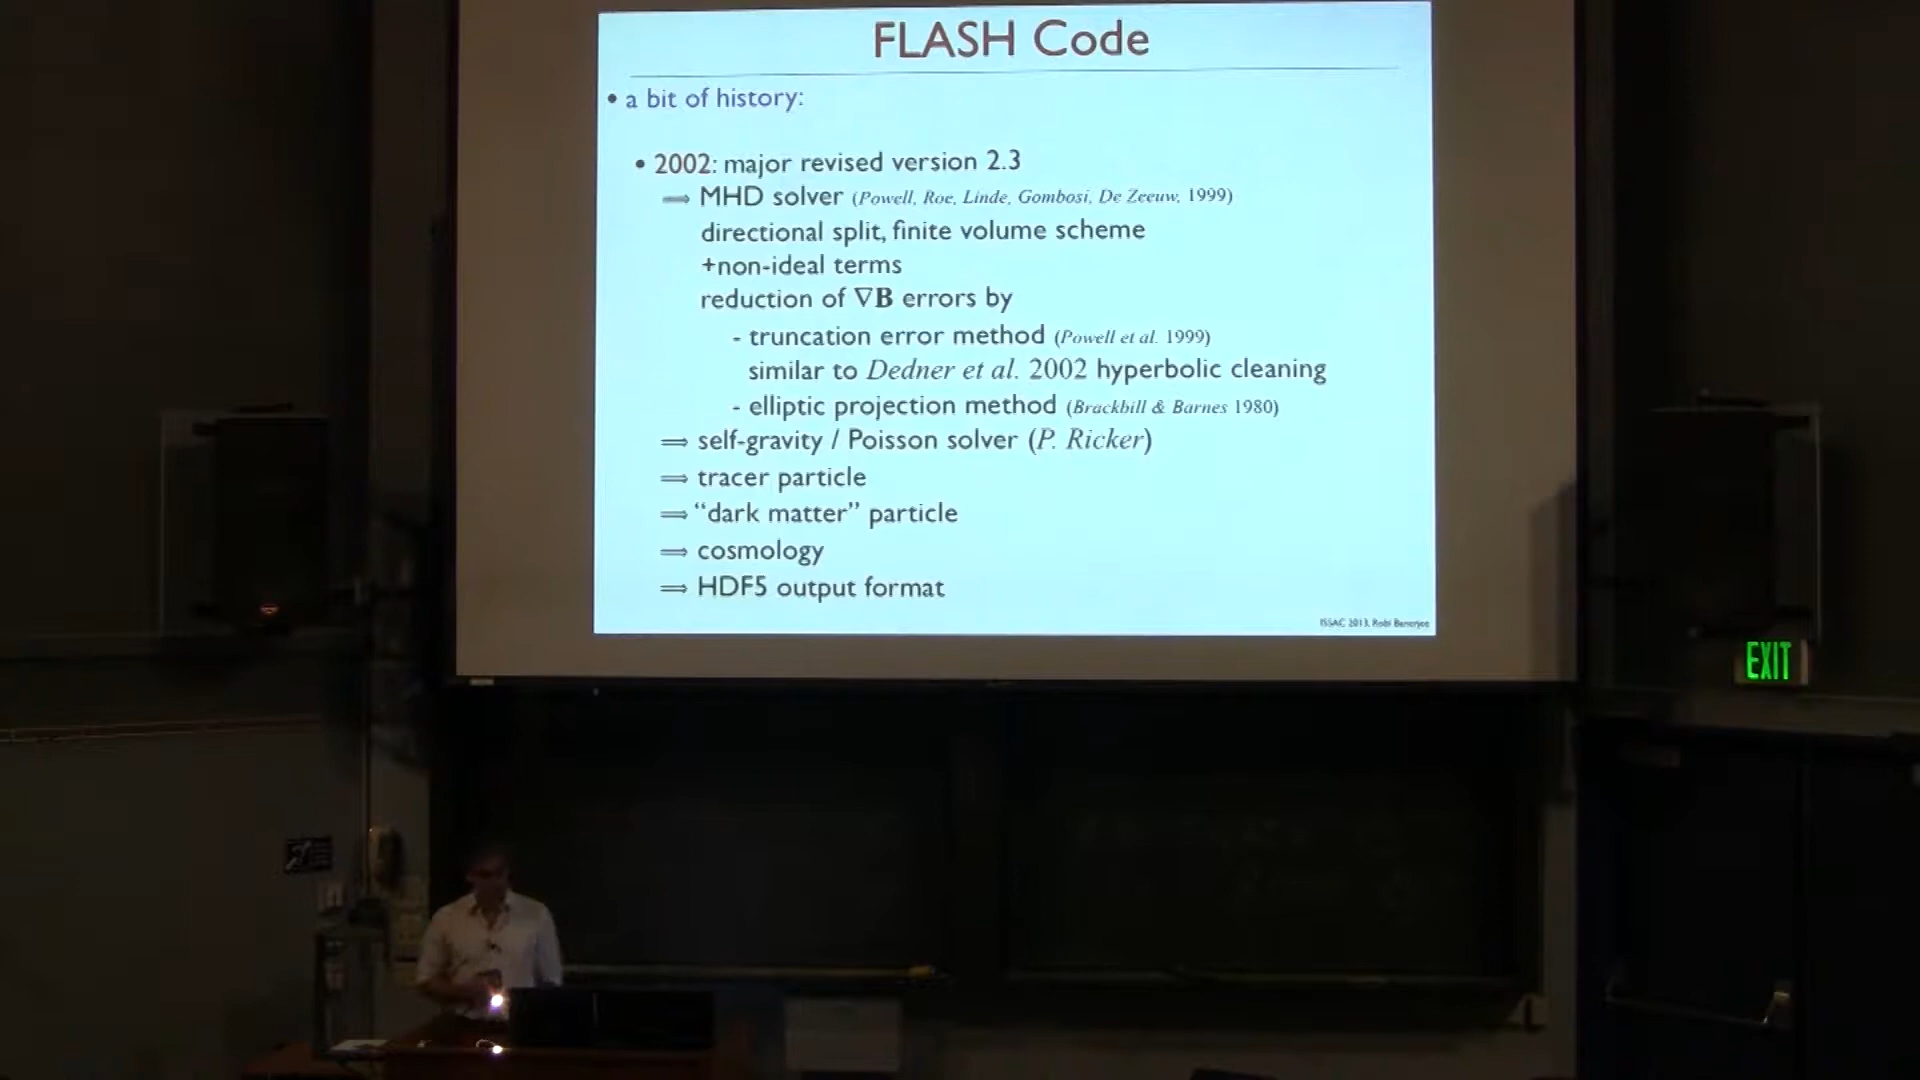 FLASH Code
• a bit of history:
• 2002: major revised version 2.3
⟹ MHD solver (Powell, Roe, Linde, Gombosi, De Zeeuw, 1999)
directional split, finite volume scheme
+non-ideal terms
reduction of ∇B errors by
- truncation error method (Powell et al. 1999)
similar to Dedner et al. 2002 hyperbolic cleaning
- elliptic projection method (Brackbill & Barnes 1980)
⟹ self-gravity / Poisson solver (P. Ricker)
⟹ tracer particle
⟹ “dark matter” particle
⟹ cosmology
⟹ HDF5 output format
ISSAC 2013, Robi Banerjee
EXIT